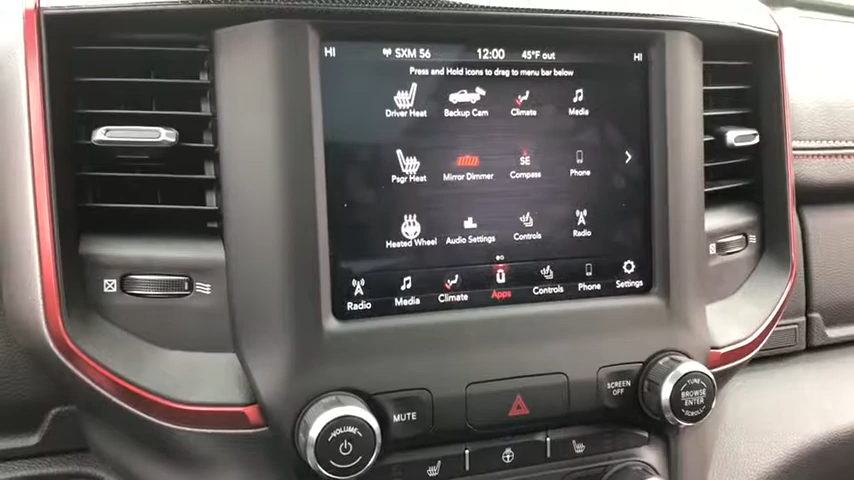 HI SXM 56 12:00 45°F out HI
Press and Hold icons to drag to menu bar below
Driver Heat Backup Cam Climate Media
Psgr Heat Mirror Dimmer SE Compass Phone
Heated Wheel Audio Settings Controls Radio
Radio Media Climate Apps Controls Phone Settings
VOLUME
MUTE
SCREEN
OFF
TUNE
BROWSE
ENTER
SCROLL